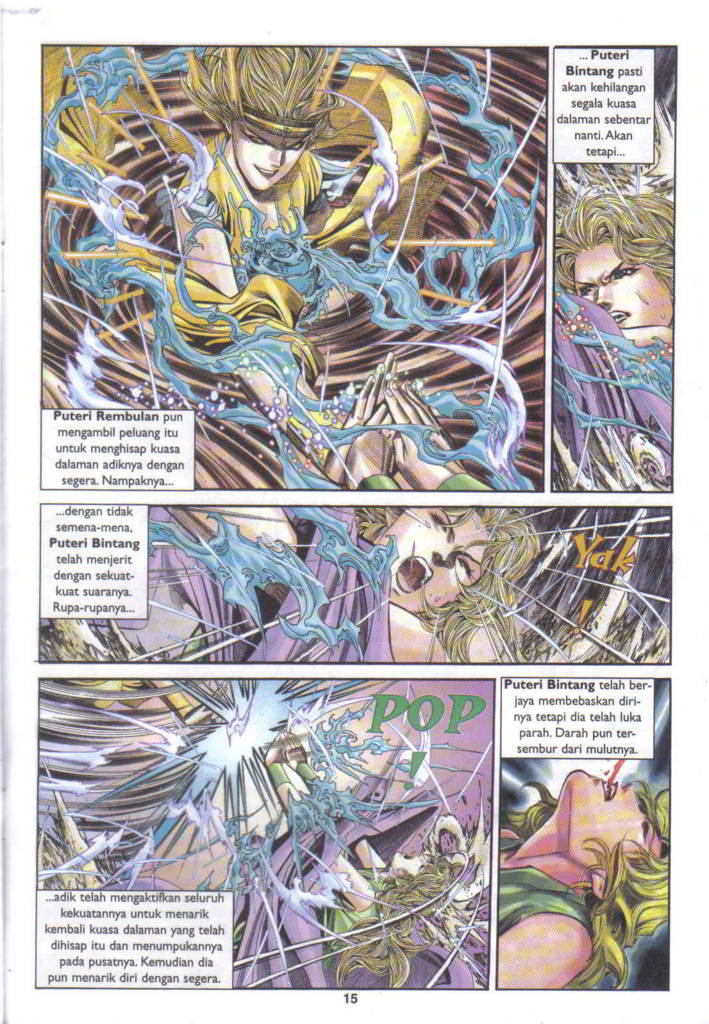 Puteri Rembulan pun
mengambil peluang itu
untuk menghisap kuasa
dalaman adiknya dengan
segera. Nampaknya...
... Puteri
Bintang pasti
akan kehilangan
segala kuasa
dalaman sebentar
nanti. Akan
tetapi...
...dengan tidak
semena-mena,
Puteri Bintang
telah menjerit
dengan sekuat-
kuat suaranya.
Rupa-rupanya...
Yak
!
POP
!
...adik telah mengaktifkan seluruh
kekuatannya untuk menarik
kembali kuasa dalaman yang telah
dihisap itu dan menumpukannya
pada pusatnya. Kemudian dia
pun menarik diri dengan segera.
Puteri Bintang telah ber-
jaya membebaskan diri-
nya tetapi dia telah luka
parah. Darah pun ter-
sembur dari mulutnya.
15